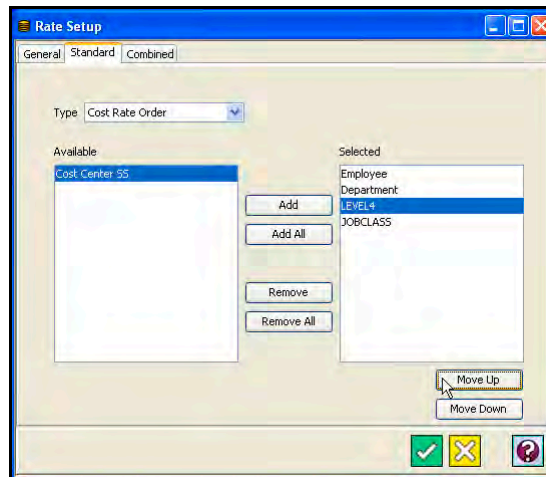 Rate Setup
General Standard Combined
Type Cost Rate Order
Available Selected
Cost Center SS Employee
Department
Add LEVEL4
JOBCLASS
Add All
Remove
Remove All
Move Up
Move Down